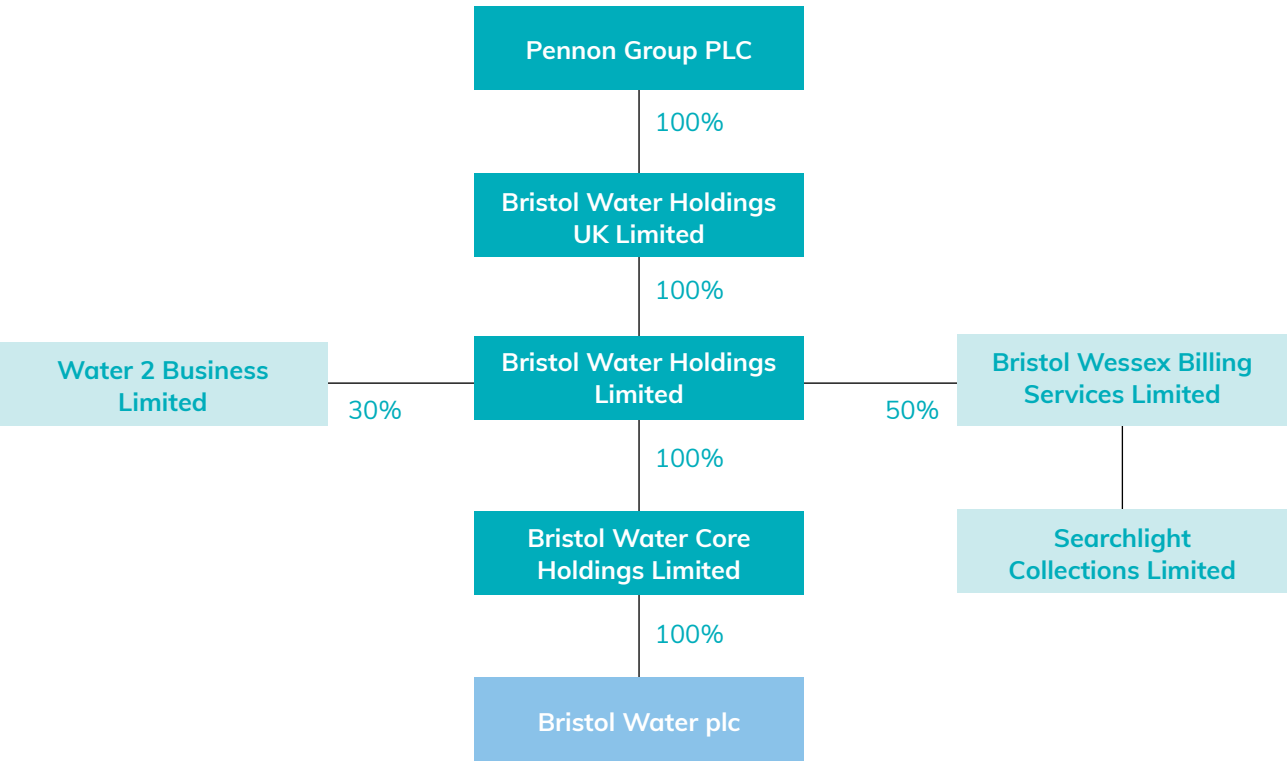 Pennon Group PLC
100%
Bristol Water Holdings
UK Limited
100%
Water 2 Business
Limited
30%
Bristol Water Holdings
Limited
50%
Bristol Wessex Billing
Services Limited
100%
Bristol Water Core
Holdings Limited
Searchlight
Collections Limited
100%
Bristol Water plc